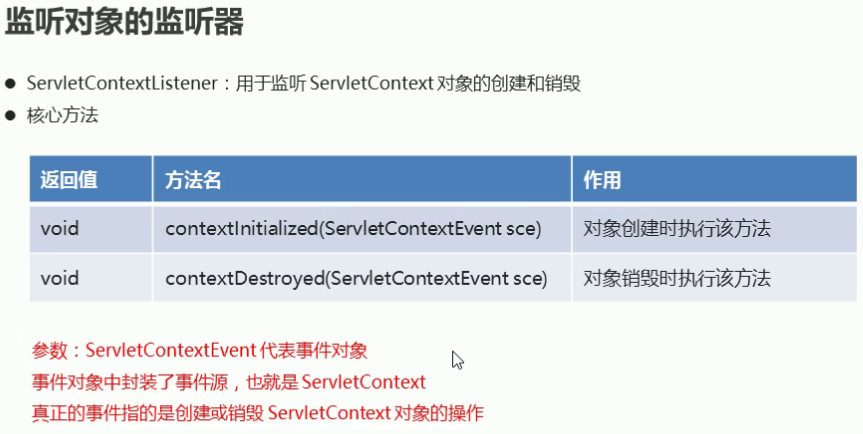 监听对象的监听器
● ServletContextListener：用于监听 ServletContext 对象的创建和销毁
● 核心方法
返回值 方法名 作用
void contextInitialized(ServletContextEvent sce) 对象创建时执行该方法
void contextDestroyed(ServletContextEvent sce) 对象销毁时执行该方法
参数：ServletContextEvent 代表事件对象
事件对象中封装了事件源，也就是 ServletContext
真正的事件指的是创建或销毁 ServletContext 对象的操作